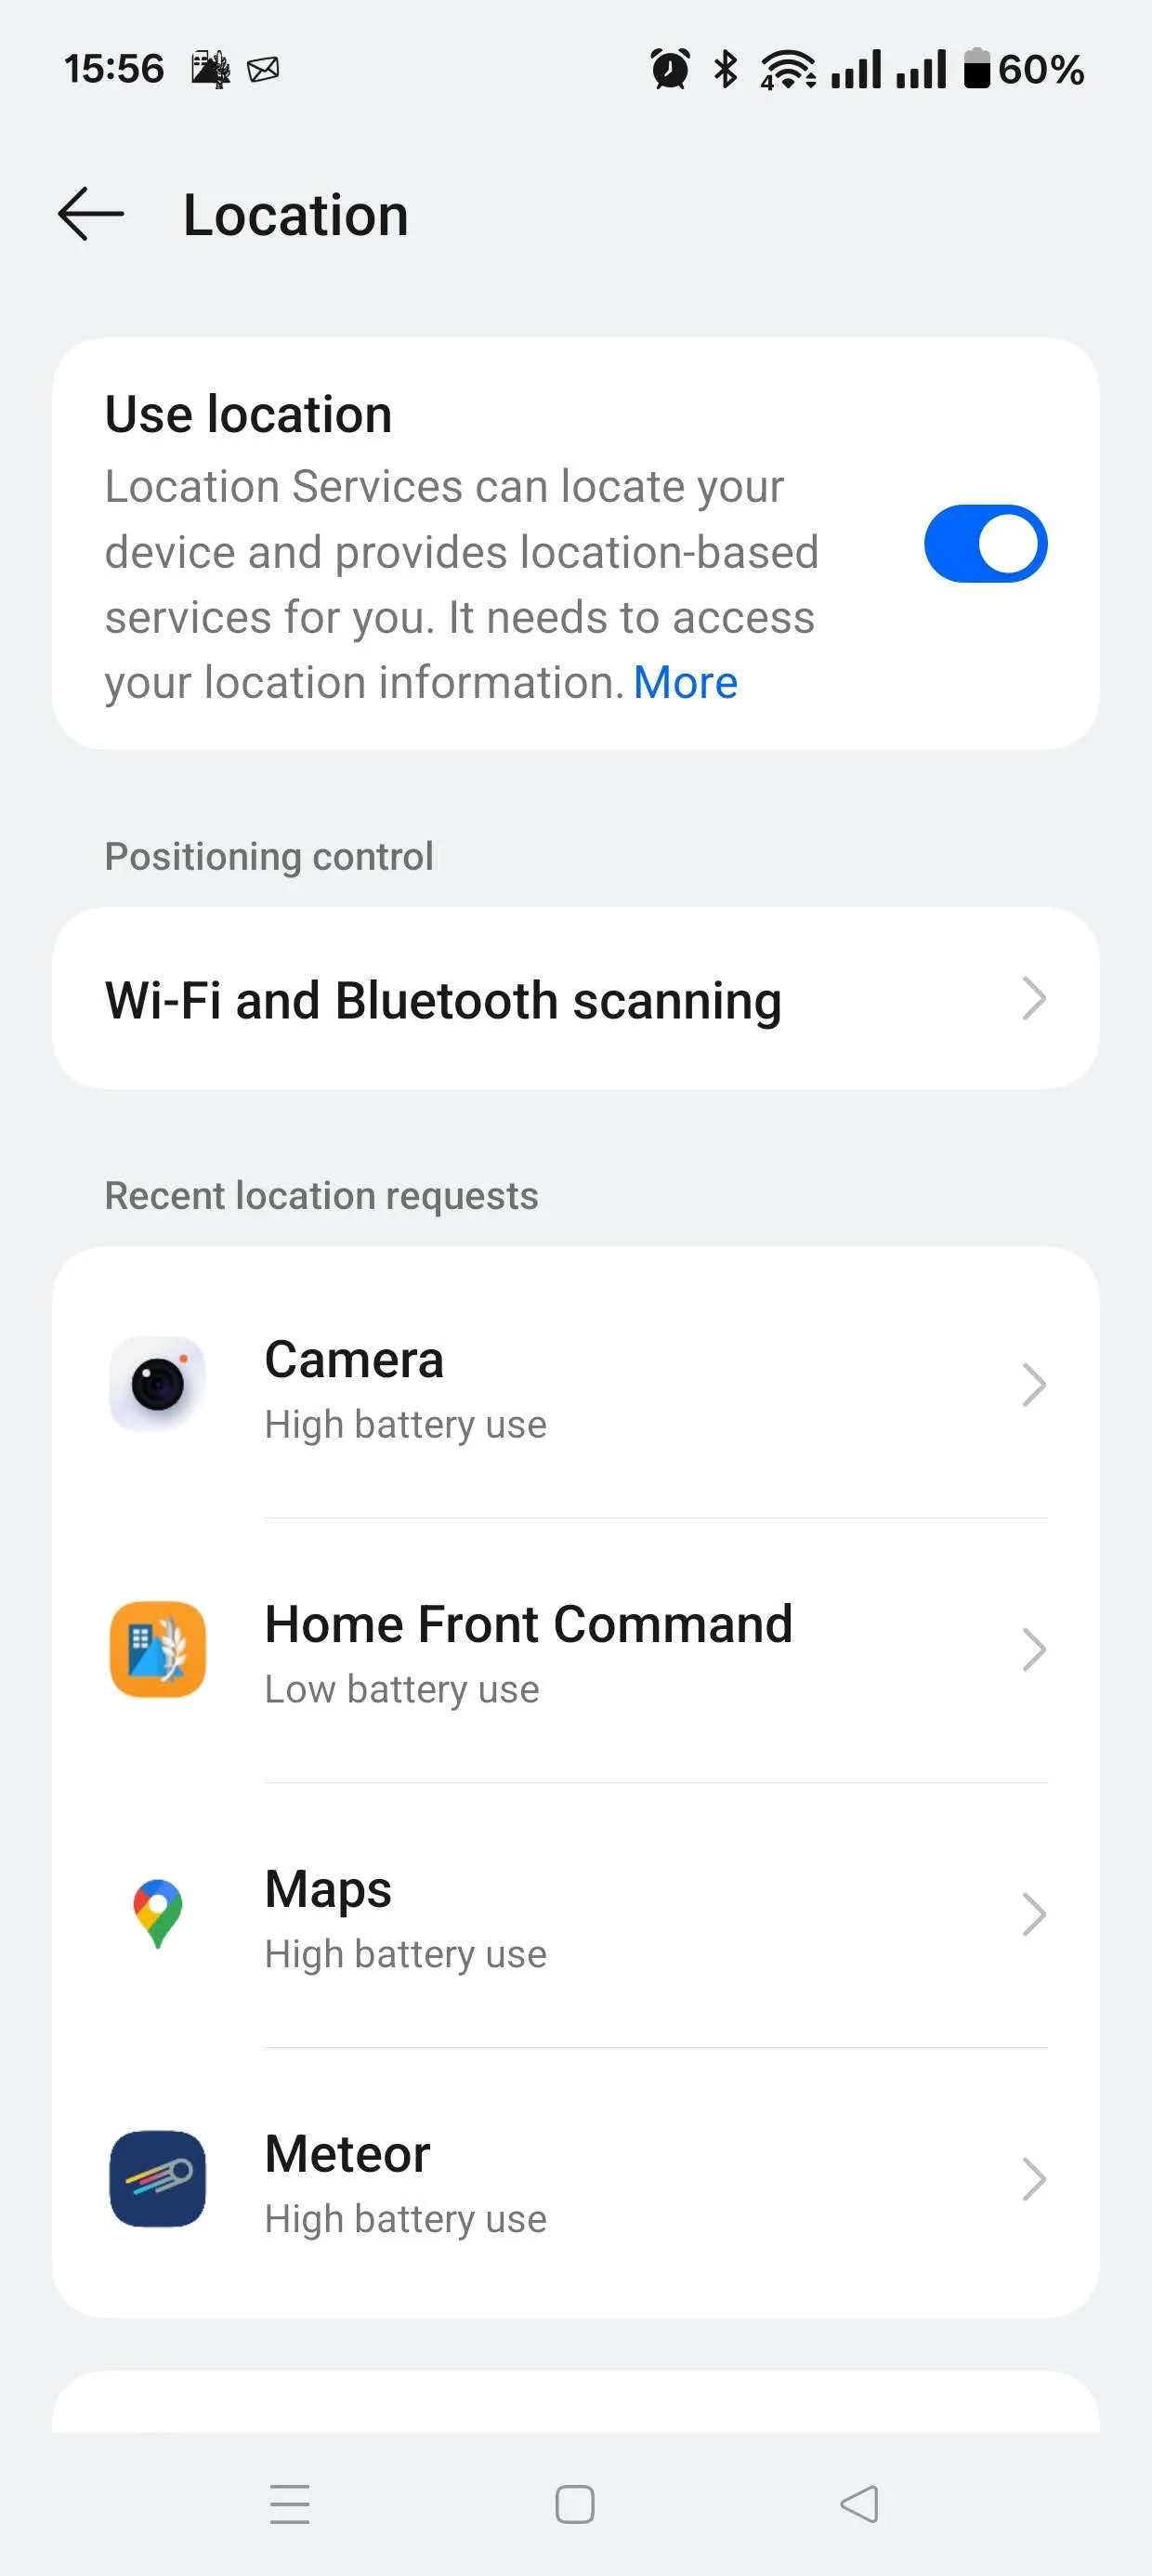 15:56
4
60%
Location
Use location
Location Services can locate your
device and provides location-based
services for you. It needs to access
your location information. More
Positioning control
Wi-Fi and Bluetooth scanning
Recent location requests
Camera
High battery use
Home Front Command
Low battery use
Maps
High battery use
Meteor
High battery use